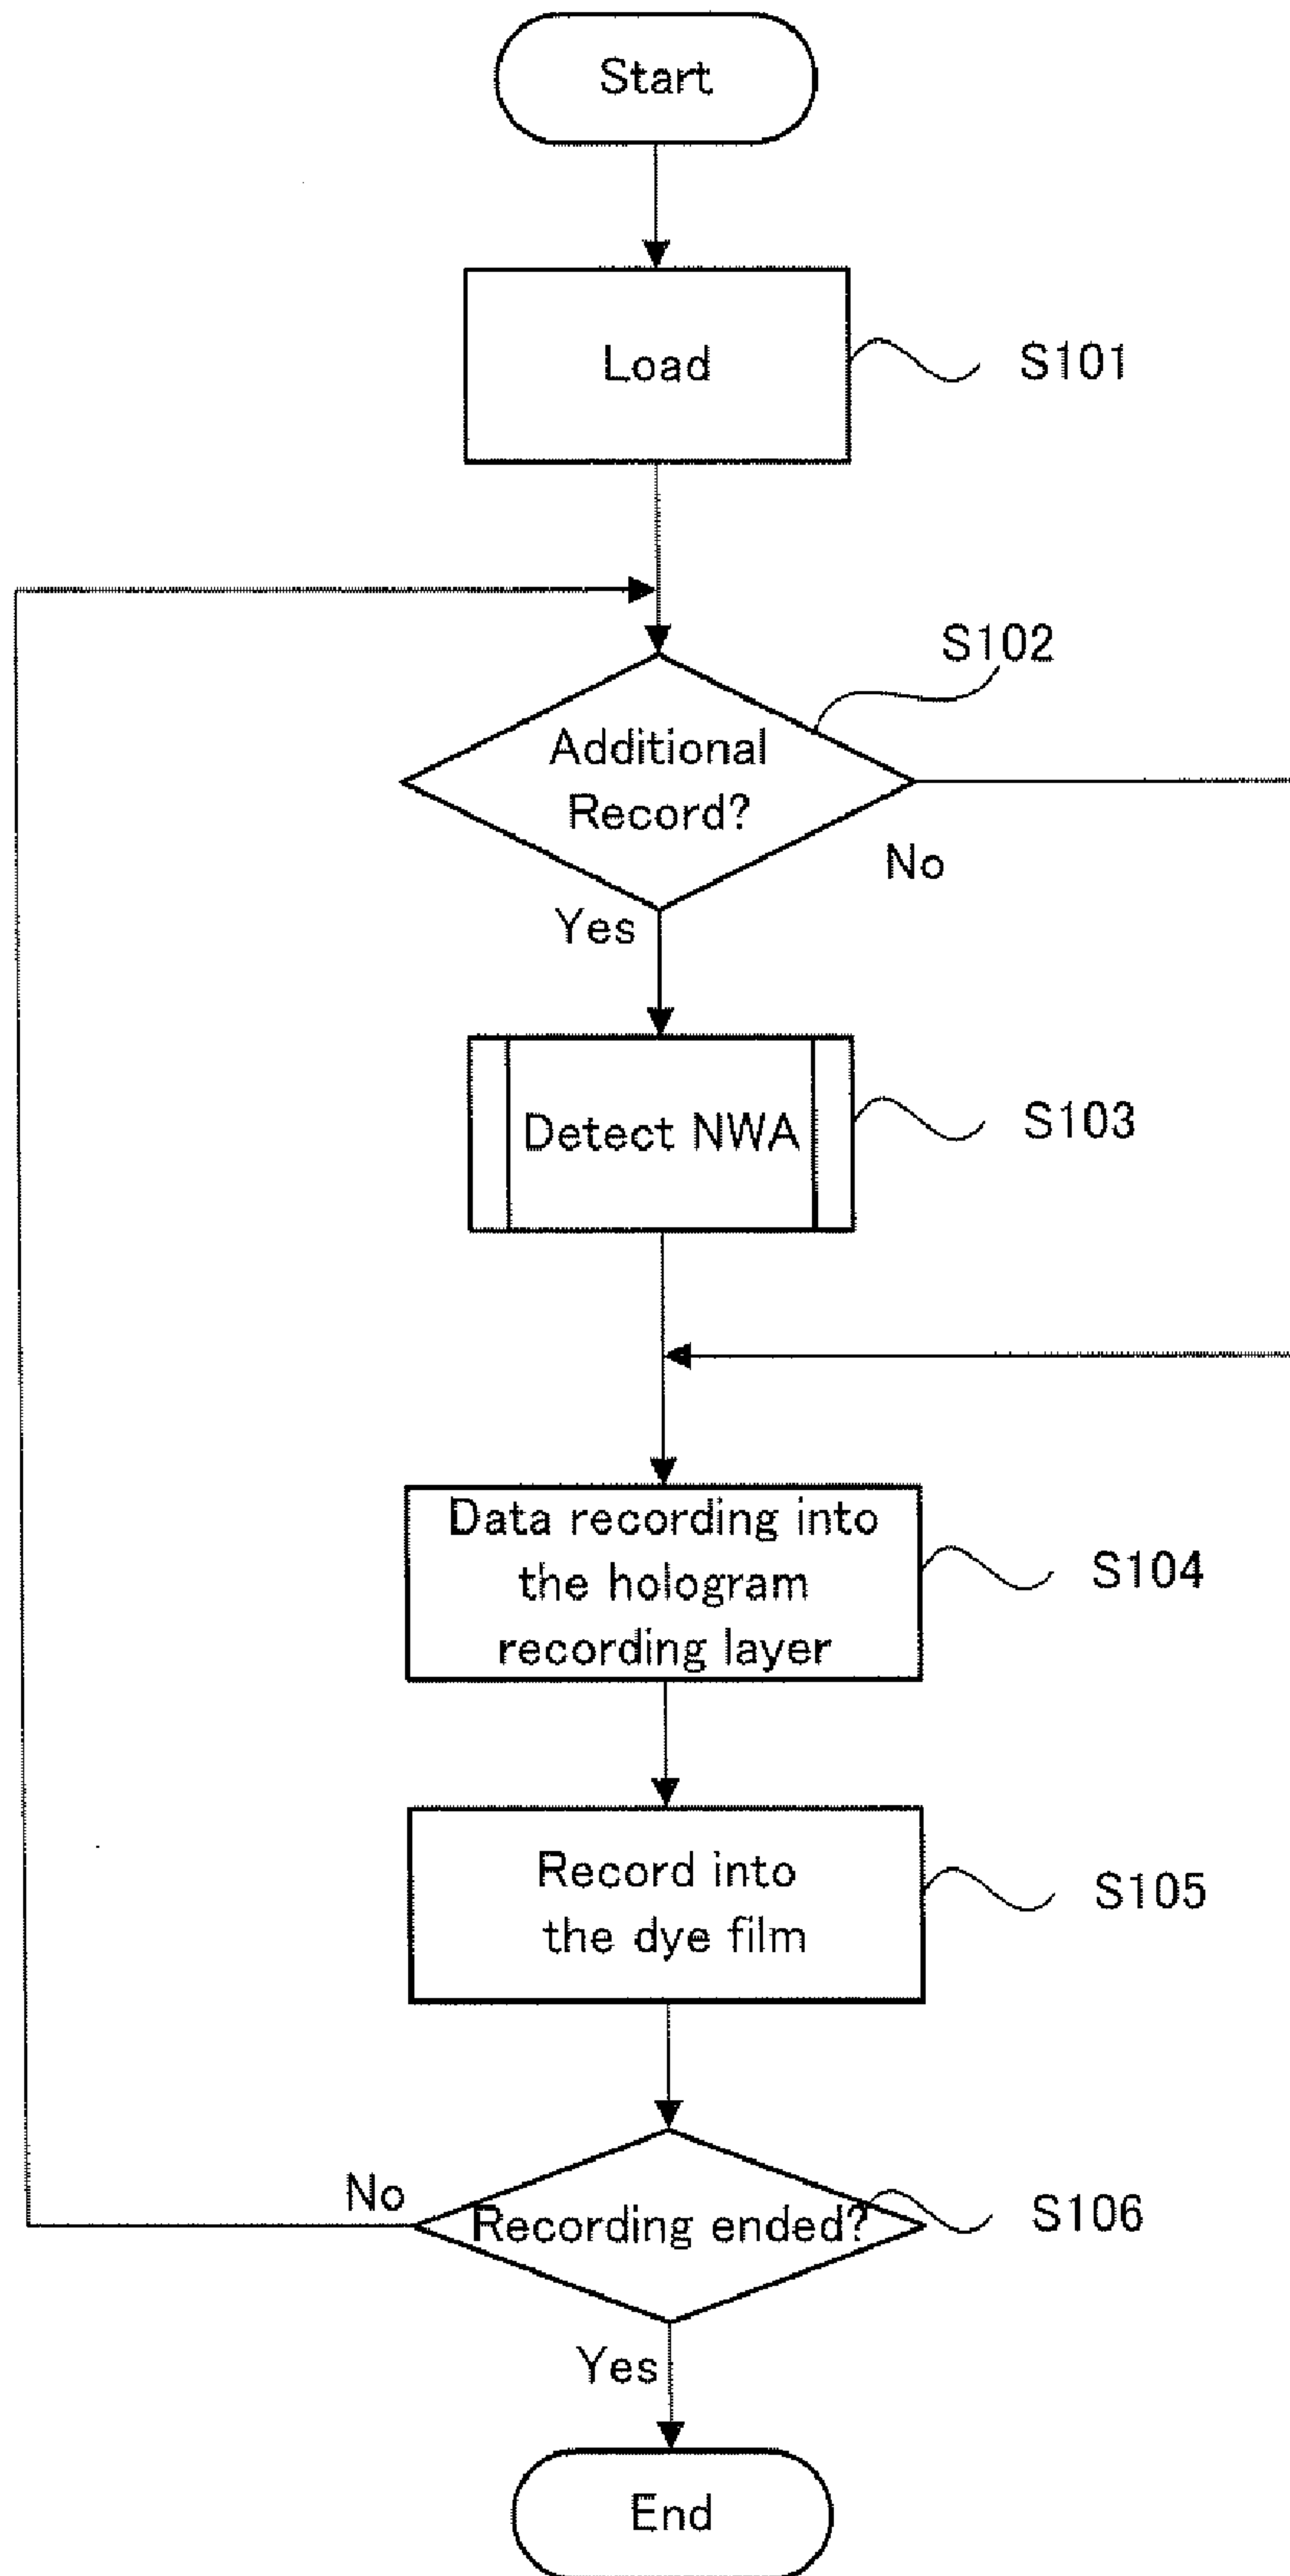 Start
Load
S101
S102
Additional
Record?
No
Yes
Detect NWA
S103
Data recording into
the hologram
recording layer
S104
Record into
the dye film
S105
No
Recording ended?
S106
Yes
End